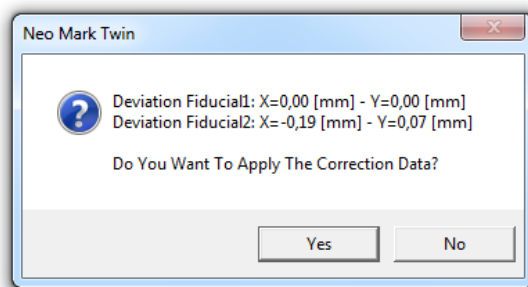 Neo Mark Twin
Deviation Fiducial1: X=0,00 [mm] - Y=0,00 [mm]
Deviation Fiducial2: X=-0,19 [mm] - Y=0,07 [mm]
Do You Want To Apply The Correction Data?
Yes
No